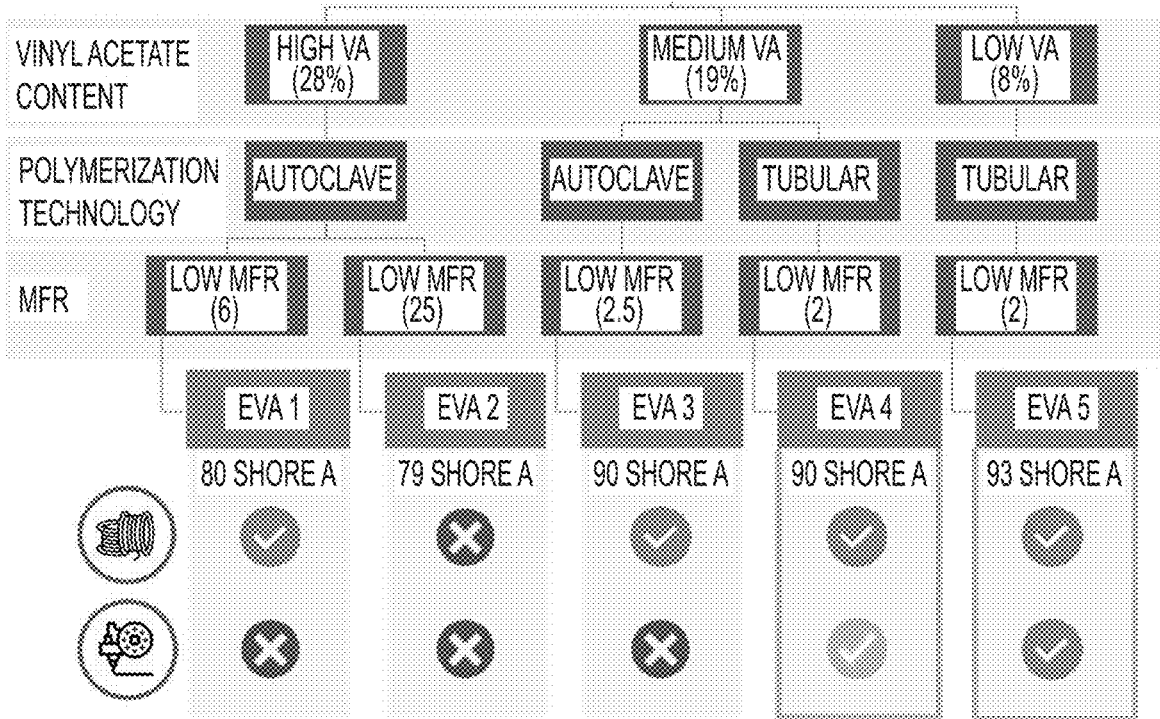 VINYL ACETATE
CONTENT
HIGH VA
(28%)
MEDIUM VA
(19%)
LOW VA
(8%)
POLYMERIZATION
TECHNOLOGY
AUTOCLAVE
AUTOCLAVE
TUBULAR
TUBULAR
MFR
LOW MFR
(6)
LOW MFR
(25)
LOW MFR
(2.5)
LOW MFR
(2)
LOW MFR
(2)
EVA 1
EVA 2
EVA 3
EVA 4
EVA 5
80 SHORE A
79 SHORE A
90 SHORE A
90 SHORE A
93 SHORE A